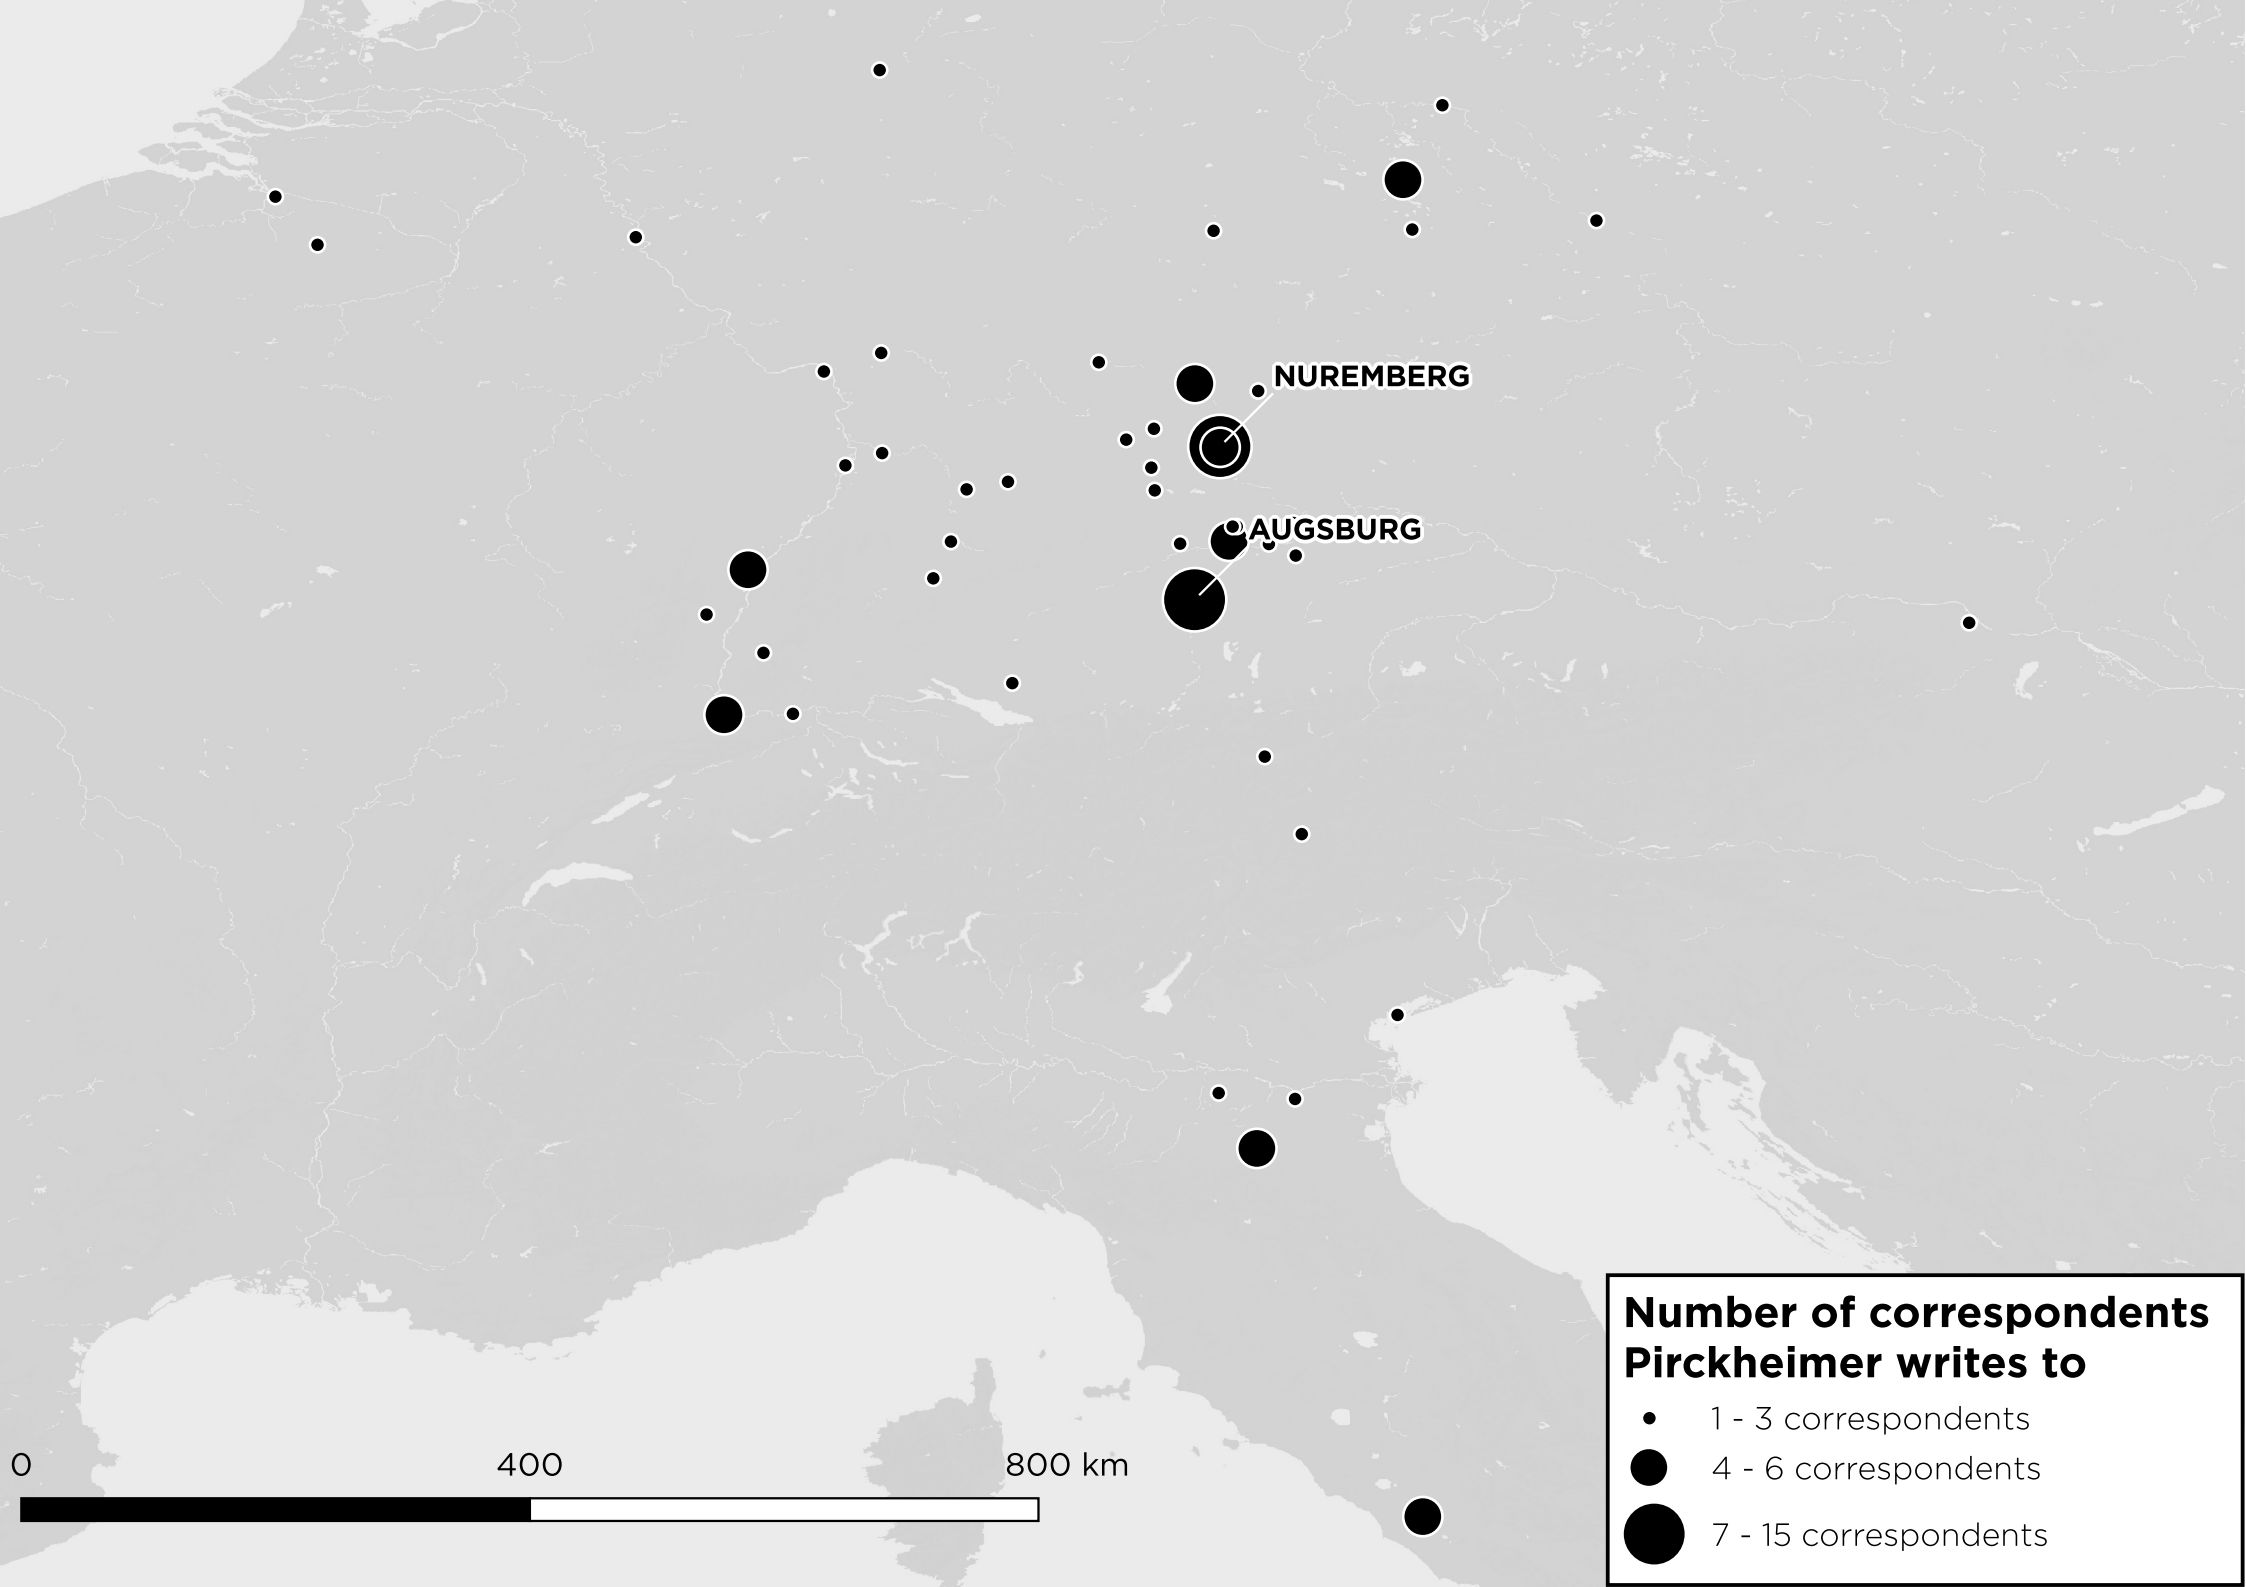 NUREMBERG
AUGSBURG
Number of correspondents
Pirckheimer writes to
1 - 3 correspondents
4 - 6 correspondents
7 - 15 correspondents
0 400 800 km